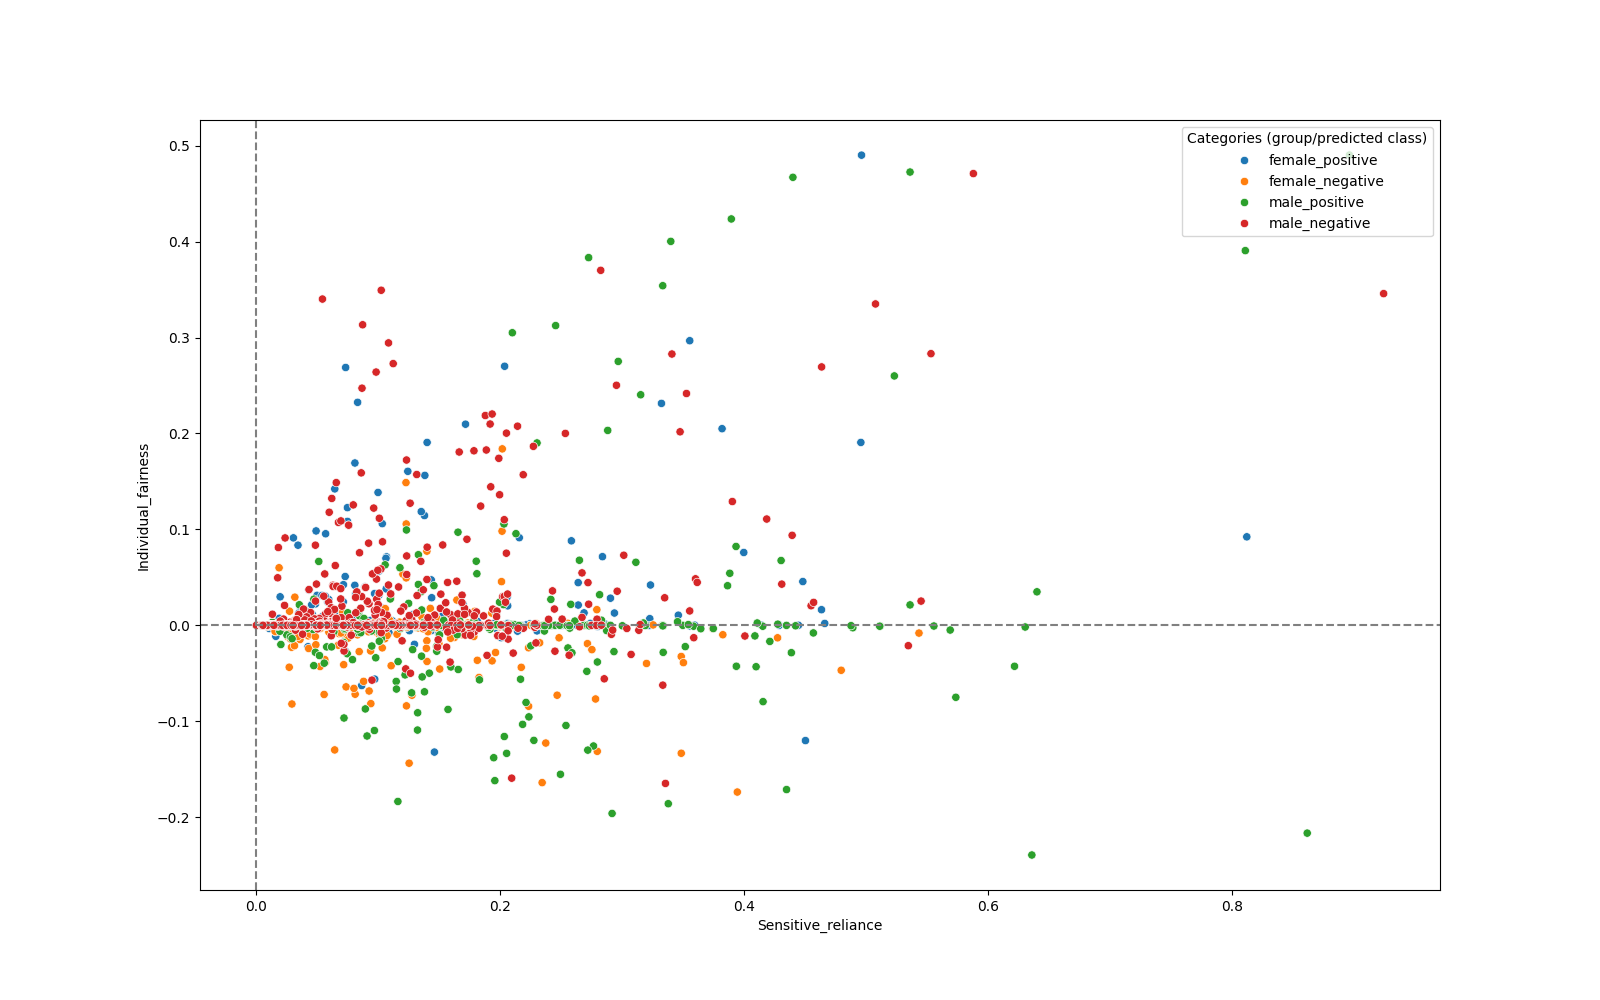 Categories (group/predicted class)
female_positive
female_negative
male_positive
male_negative
0.5
0.4
0.3
0.2
0.1
0.0
−0.1
−0.2
Individual_fairness
0.0
0.2
0.4
0.6
0.8
Sensitive_reliance